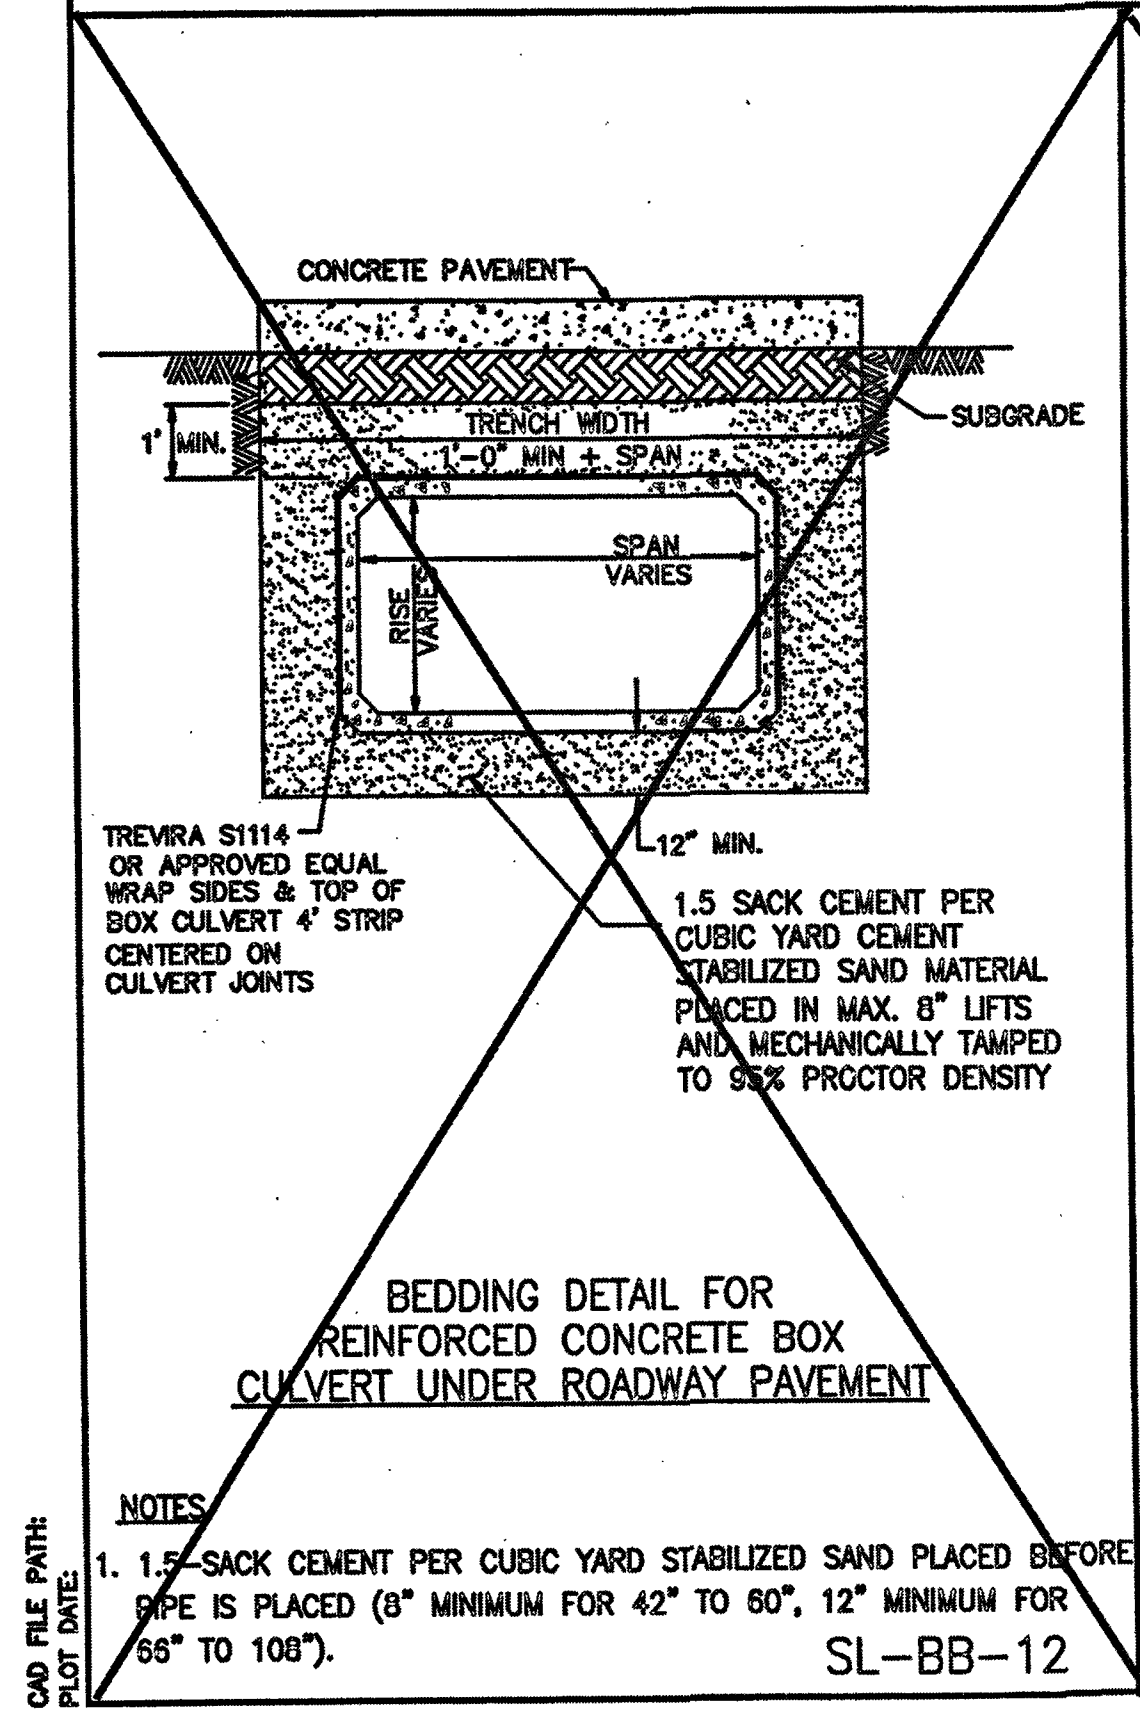 CONCRETE PAVEMENT
SUBGRADE
1' MIN.
TRENCH WIDTH
1'-0" MIN + SPAN
SPAN
VARIES
RISE
VARIES
TREVIRA S1114
OR APPROVED EQUAL
WRAP SIDES & TOP OF
BOX CULVERT 4' STRIP
CENTERED ON
CULVERT JOINTS
12" MIN.
1.5 SACK CEMENT PER
CUBIC YARD CEMENT
STABILIZED SAND MATERIAL
PLACED IN MAX. 8" LIFTS
AND MECHANICALLY TAMPED
TO 95% PROCTOR DENSITY
BEDDING DETAIL FOR
REINFORCED CONCRETE BOX
CULVERT UNDER ROADWAY PAVEMENT
NOTES
1. 1.5-SACK CEMENT PER CUBIC YARD STABILIZED SAND PLACED BEFORE
PIPE IS PLACED (8" MINIMUM FOR 42" TO 60", 12" MINIMUM FOR
66" TO 108").
SL-BB-12
CAD FILE PATH:
PLOT DATE: